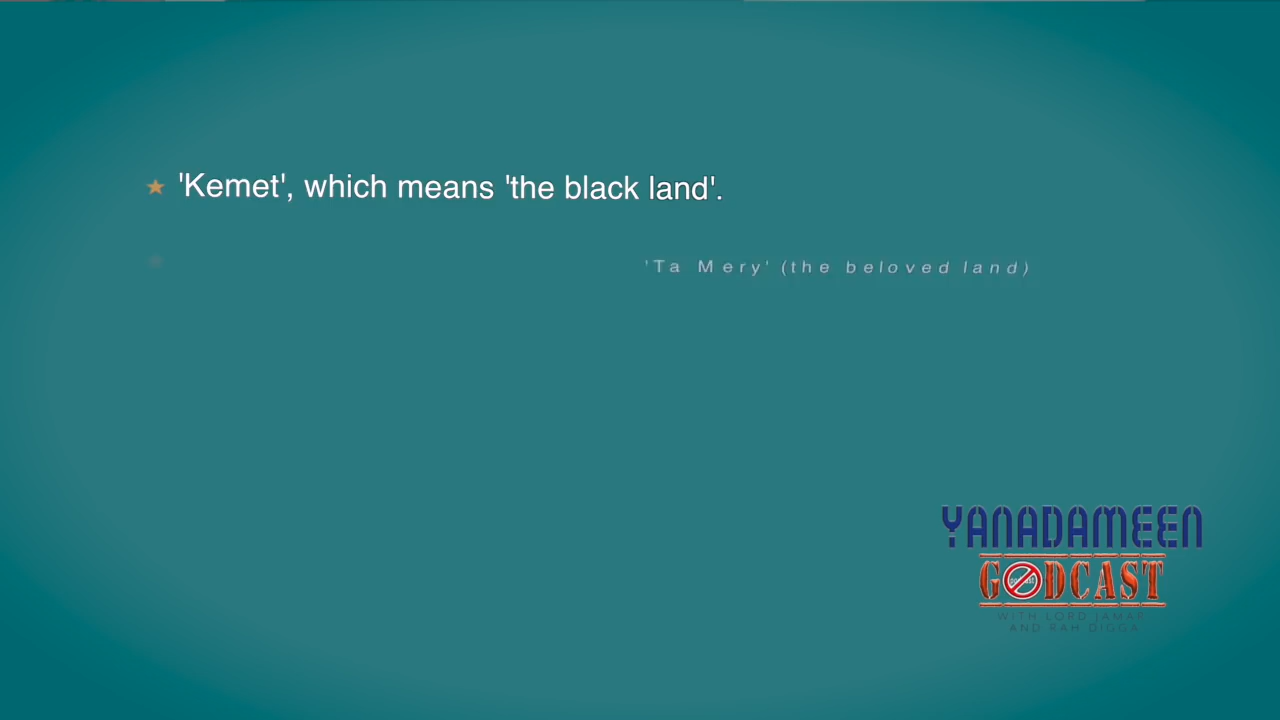 'Kemet', which means 'the black land'.
'Ta Mery' (the beloved land)
YANADAMEEN
GODCAST
WITH LORD JAMAR
AND RAH DIGGA